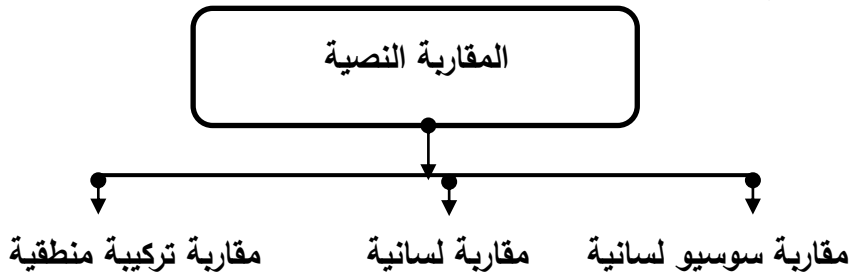 المقاربة النصية
مقاربة سوسيو لسانية
مقاربة لسانية
مقاربة تركيبة منطقية